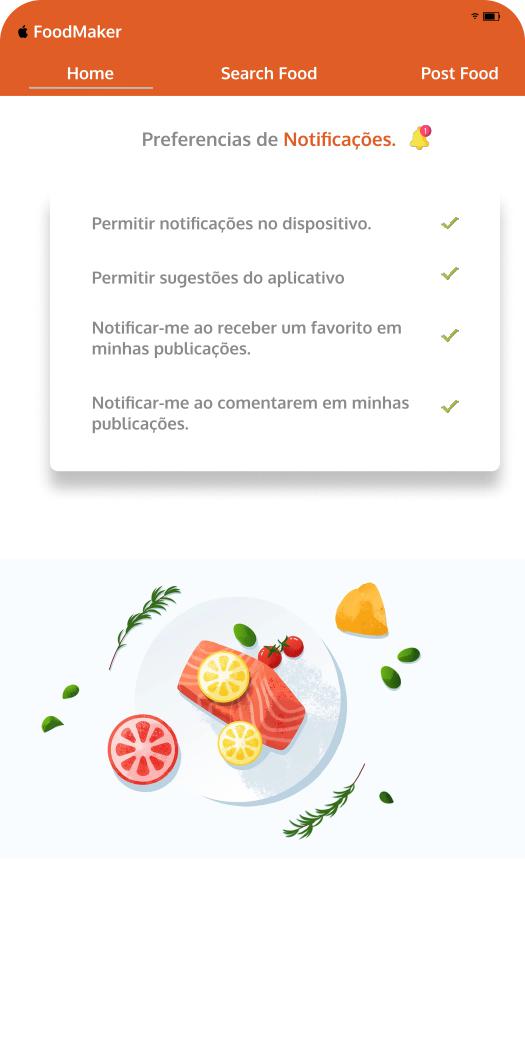 FoodMaker
Home Search Food Post Food
Preferencias de Notificações. 1
Permitir notificações no dispositivo.
Permitir sugestões do aplicativo
Notificar-me ao receber um favorito em
minhas publicações.
Notificar-me ao comentarem em minhas
publicações.